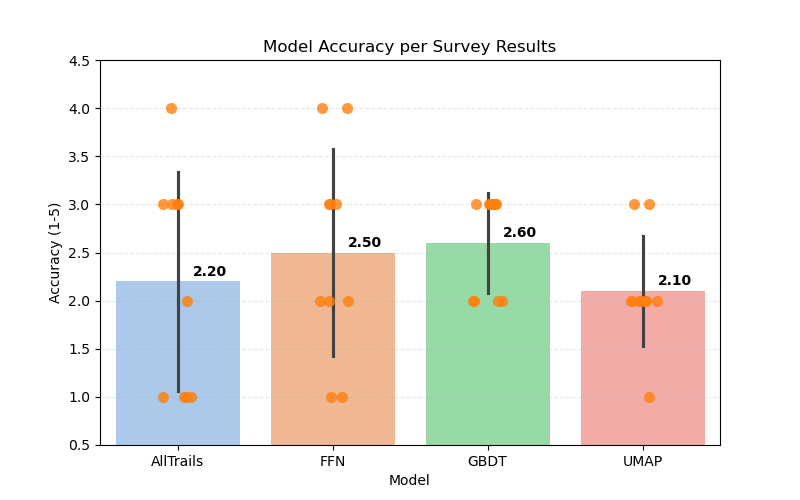 Model Accuracy per Survey Results
4.5
4.0
3.5
3.0
2.5
2.0
1.5
1.0
0.5
Accuracy (1-5)
2.20
2.50
2.60
2.10
AllTrails
FFN
GBDT
UMAP
Model